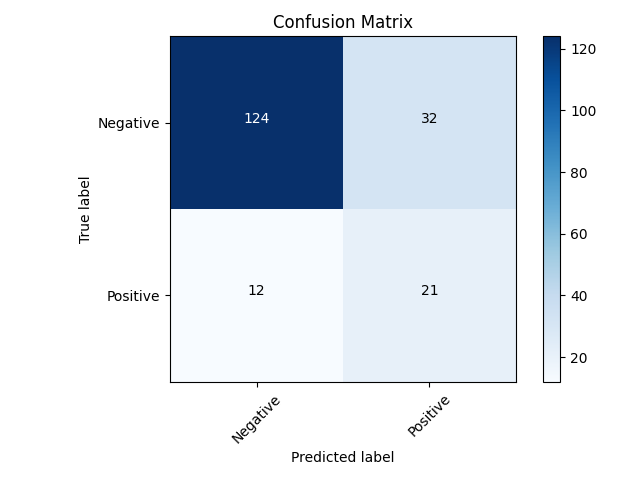 Confusion Matrix
True label
Negative
124
32
Positive
12
21
Negative
Positive
Predicted label
120
100
80
60
40
20